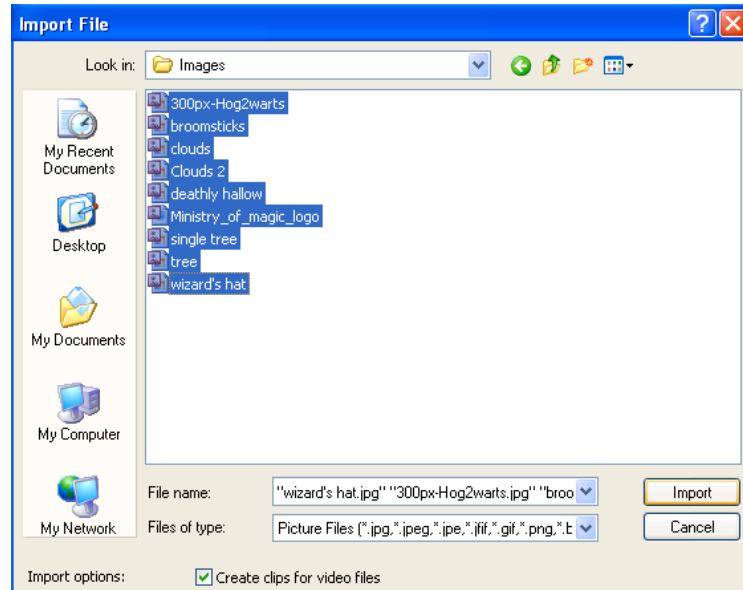 Import File
Look in:
Images
My Recent
Documents
Desktop
My Documents
My Computer
My Network
300px-Hog2warts
broomsticks
clouds
Clouds 2
deathly hallow
Ministry_of_magic_logo
single tree
tree
wizard's hat
File name:
"wizard's hat.jpg" "300px-Hog2warts.jpg" "broo
Import
Files of type:
Picture Files (*.jpg,*.jpeg,*.jpe,*.jfif,*.gif,*.png,*.b
Cancel
Import options:
Create clips for video files